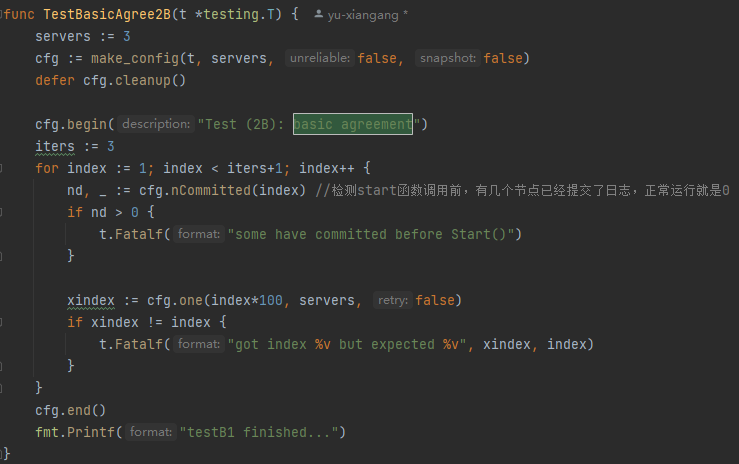 func TestBasicAgree2B(t *testing.T) { yu-xiangang *
servers := 3
cfg := make_config(t, servers, unreliable: false, snapshot: false)
defer cfg.cleanup()
cfg.begin( description: "Test (2B): basic agreement")
iters := 3
for index := 1; index < iters+1; index++ {
nd, _ := cfg.nCommitted(index) //检测start函数调用前，有几个节点已经提交了日志，正常运行就是0
if nd > 0 {
t.Fatalf( format: "some have committed before Start()")
}
xindex := cfg.one(index*100, servers, retry: false)
if xindex != index {
t.Fatalf( format: "got index %v but expected %v", xindex, index)
}
}
cfg.end()
fmt.Printf( format: "testB1 finished...")
}